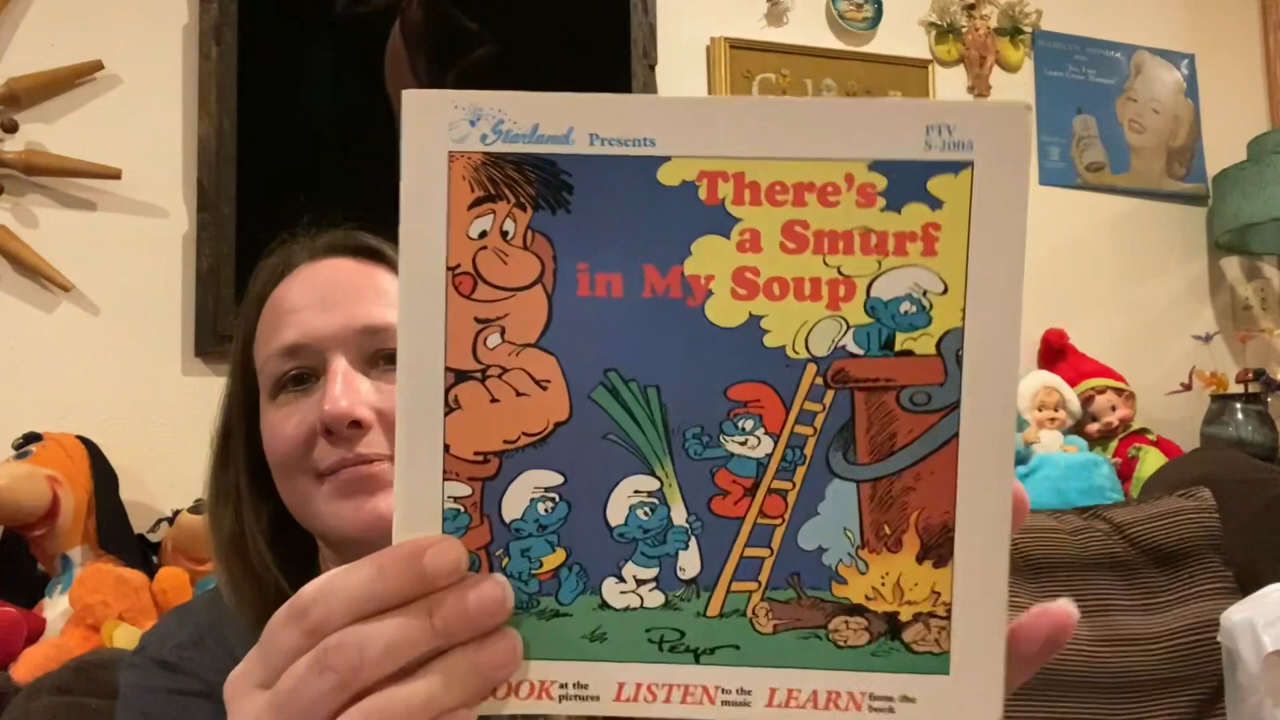 Starland Presents
PTV
S-J003
There's
a Smurf
in My Soup
Peyo
OOK at the pictures LISTEN to the music LEARN from the book